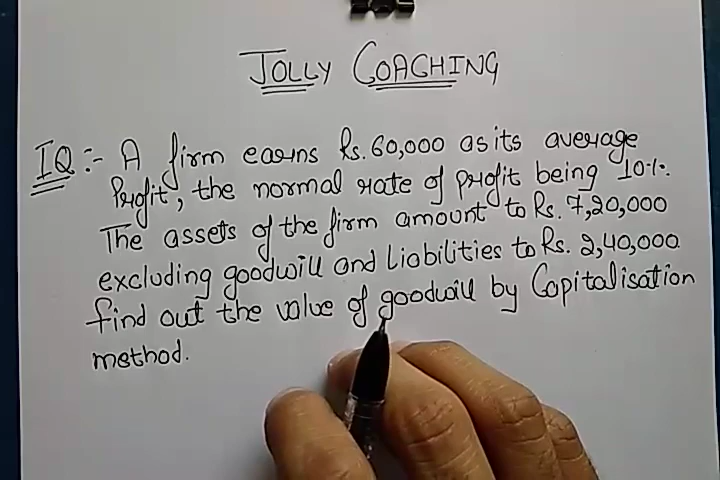 JOLLY COACHING
IQ:- A firm earns Rs. 60,000 as its average
Profit, the normal rate of profit being 10%.
The assets of the firm amount to Rs. 7,20,000
excluding goodwill and liabilities to Rs. 2,40,000
find out the value of goodwill by Capitalisation
method.